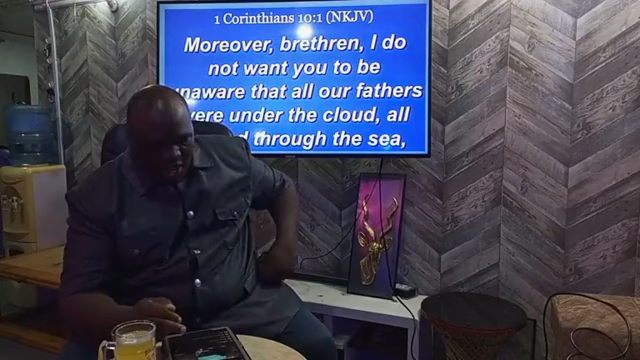 1 Corinthians 10:1 (NKJV)
Moreover, brethren, I do
not want you to be
unaware that all our fathers
were under the cloud, all
through the sea,